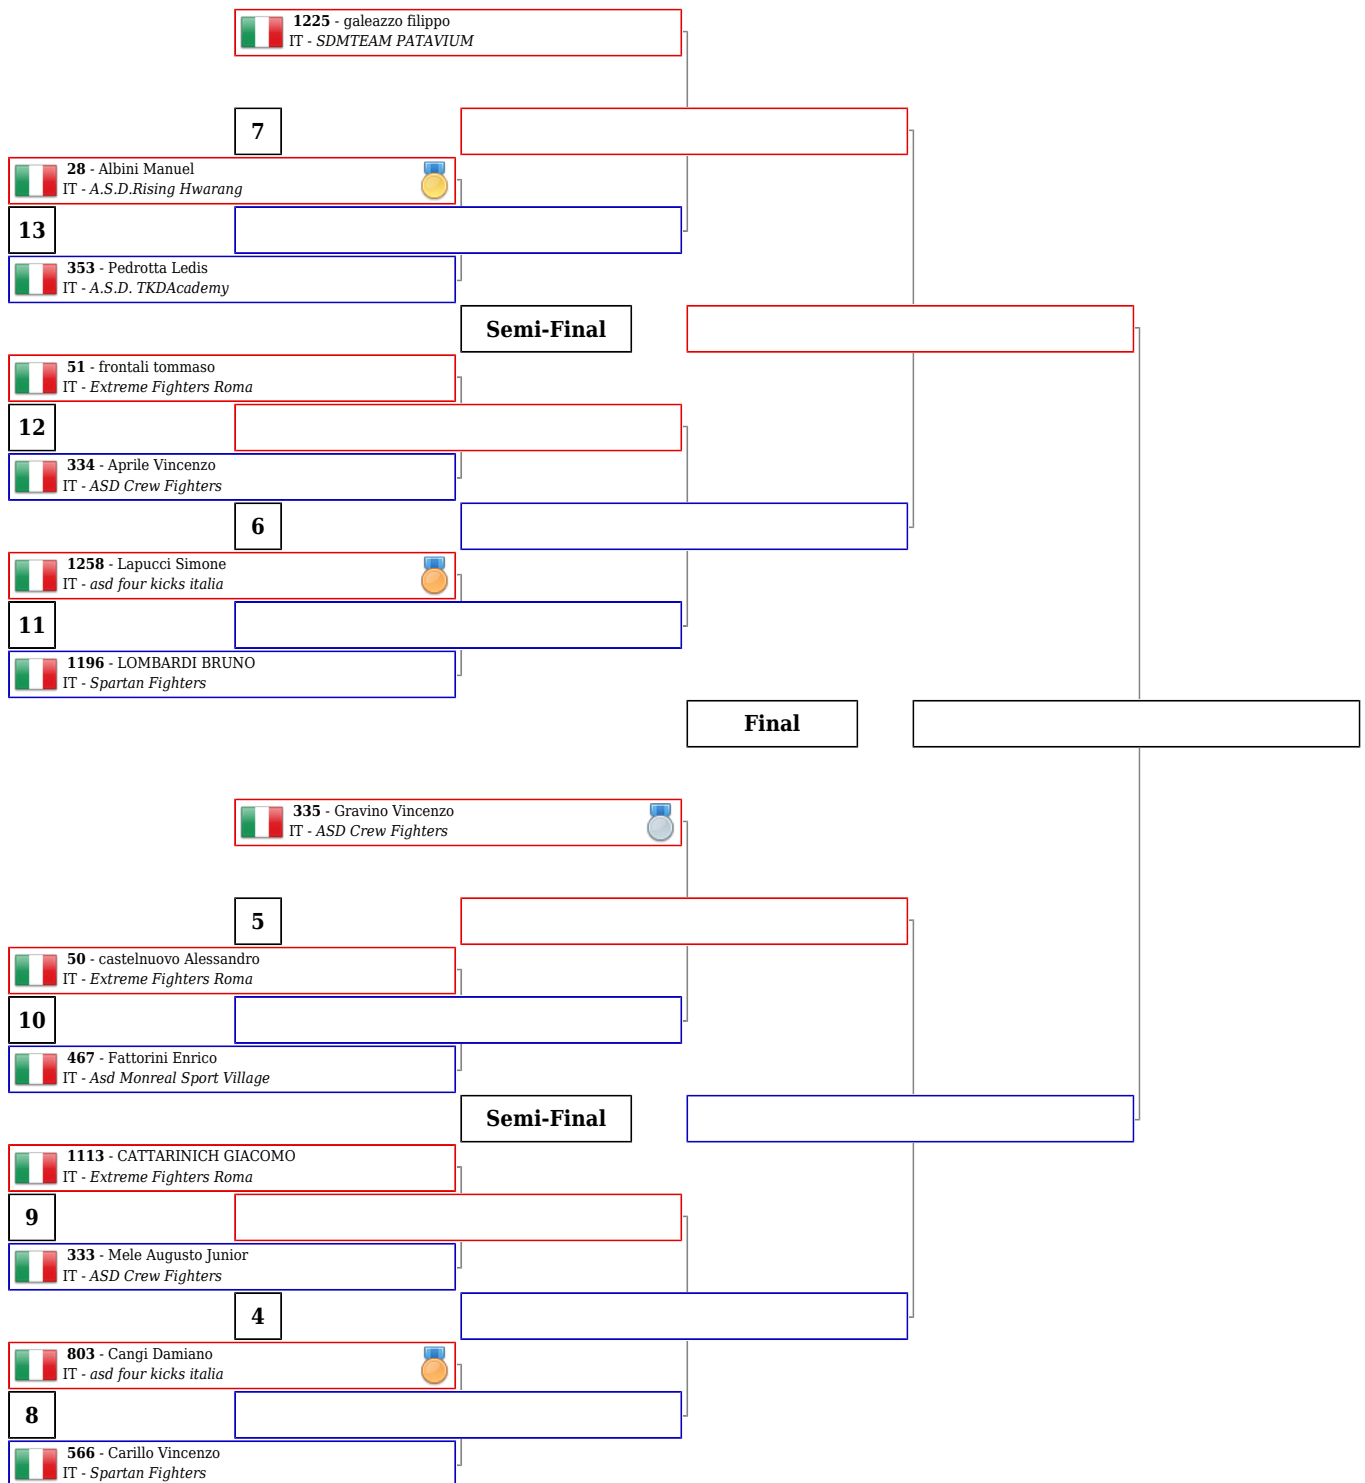 1225 - galeazzo filippo
IT - SDMTEAM PATAVIUM
7
28 - Albini Manuel
IT - A.S.D.Rising Hwarang
13
353 - Pedrotta Ledis
IT - A.S.D. TKDAcademy
Semi-Final
51 - frontali tommaso
IT - Extreme Fighters Roma
12
334 - Aprile Vincenzo
IT - ASD Crew Fighters
6
1258 - Lapucci Simone
IT - asd four kicks italia
11
1196 - LOMBARDI BRUNO
IT - Spartan Fighters
Final
335 - Gravino Vincenzo
IT - ASD Crew Fighters
5
50 - castelnuovo Alessandro
IT - Extreme Fighters Roma
10
467 - Fattorini Enrico
IT - Asd Monreal Sport Village
Semi-Final
1113 - CATTARINICH GIACOMO
IT - Extreme Fighters Roma
9
333 - Mele Augusto Junior
IT - ASD Crew Fighters
4
803 - Cangi Damiano
IT - asd four kicks italia
8
566 - Carillo Vincenzo
IT - Spartan Fighters